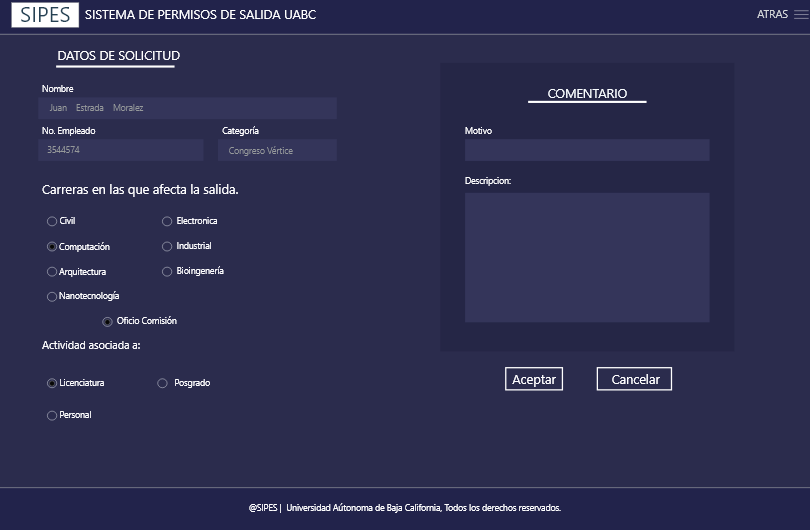 SIPES SISTEMA DE PERMISOS DE SALIDA UABC ATRAS
DATOS DE SOLICITUD
Nombre
Juan Estrada Moralez
No. Empleado Categoría
3544574 Congreso Vértice
Carreras en las que afecta la salida.
Civil Electronica
Computación Industrial
Arquitectura Bioingenería
Nanotecnología
Oficio Comisión
Actividad asociada a:
Licenciatura Posgrado
Personal
COMENTARIO
Motivo
Descripcion:
Aceptar Cancelar
@SIPES | Universidad Aútonoma de Baja California, Todos los derechos reservados.